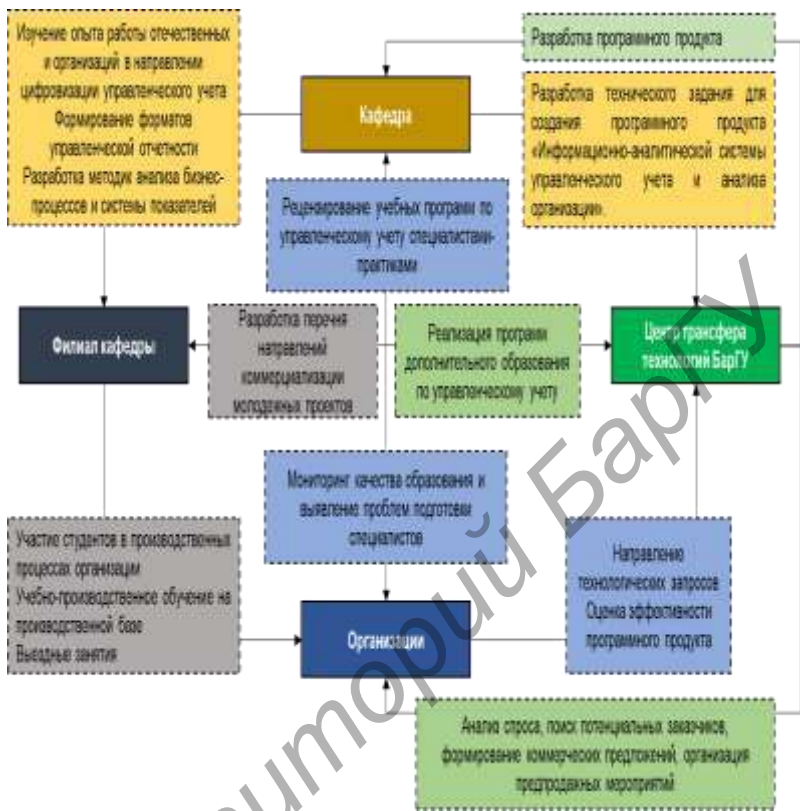 Изучение опыта работы отечественных
и организаций в направлении
цифровизации управленческого учета
Формирование форматов
управленческой отчетности
Разработка методик анализа бизнес-
процессов и системы показателей
Кафедра
Разработка программного продукта
Разработка технического задания для
создания программного продукта
«Информационно-аналитической системы
управленческого учета и анализа
организации».
Рецензирование учебных программ по
управленческому учету специалистами-
практиками
Филиал кафедры
Разработка перечня
направлений
коммерциализации
молодежных проектов
Реализация программ
дополнительного образования
по управленческому учету
Центр трансфера
технологий БарГУ
Мониторинг качества образования и
выявление проблем подготовки
специалистов
Участие студентов в производственных
процессах организации
Учебно-производственное обучение на
производственной базе
Выездные занятия
Организации
Направление
технологических запросов
Оценка эффективности
программного продукта
Анализ спроса, поиск потенциальных заказчиков,
формирование коммерческих предложений, организация
предпродажных мероприятий
иторий БарГУ